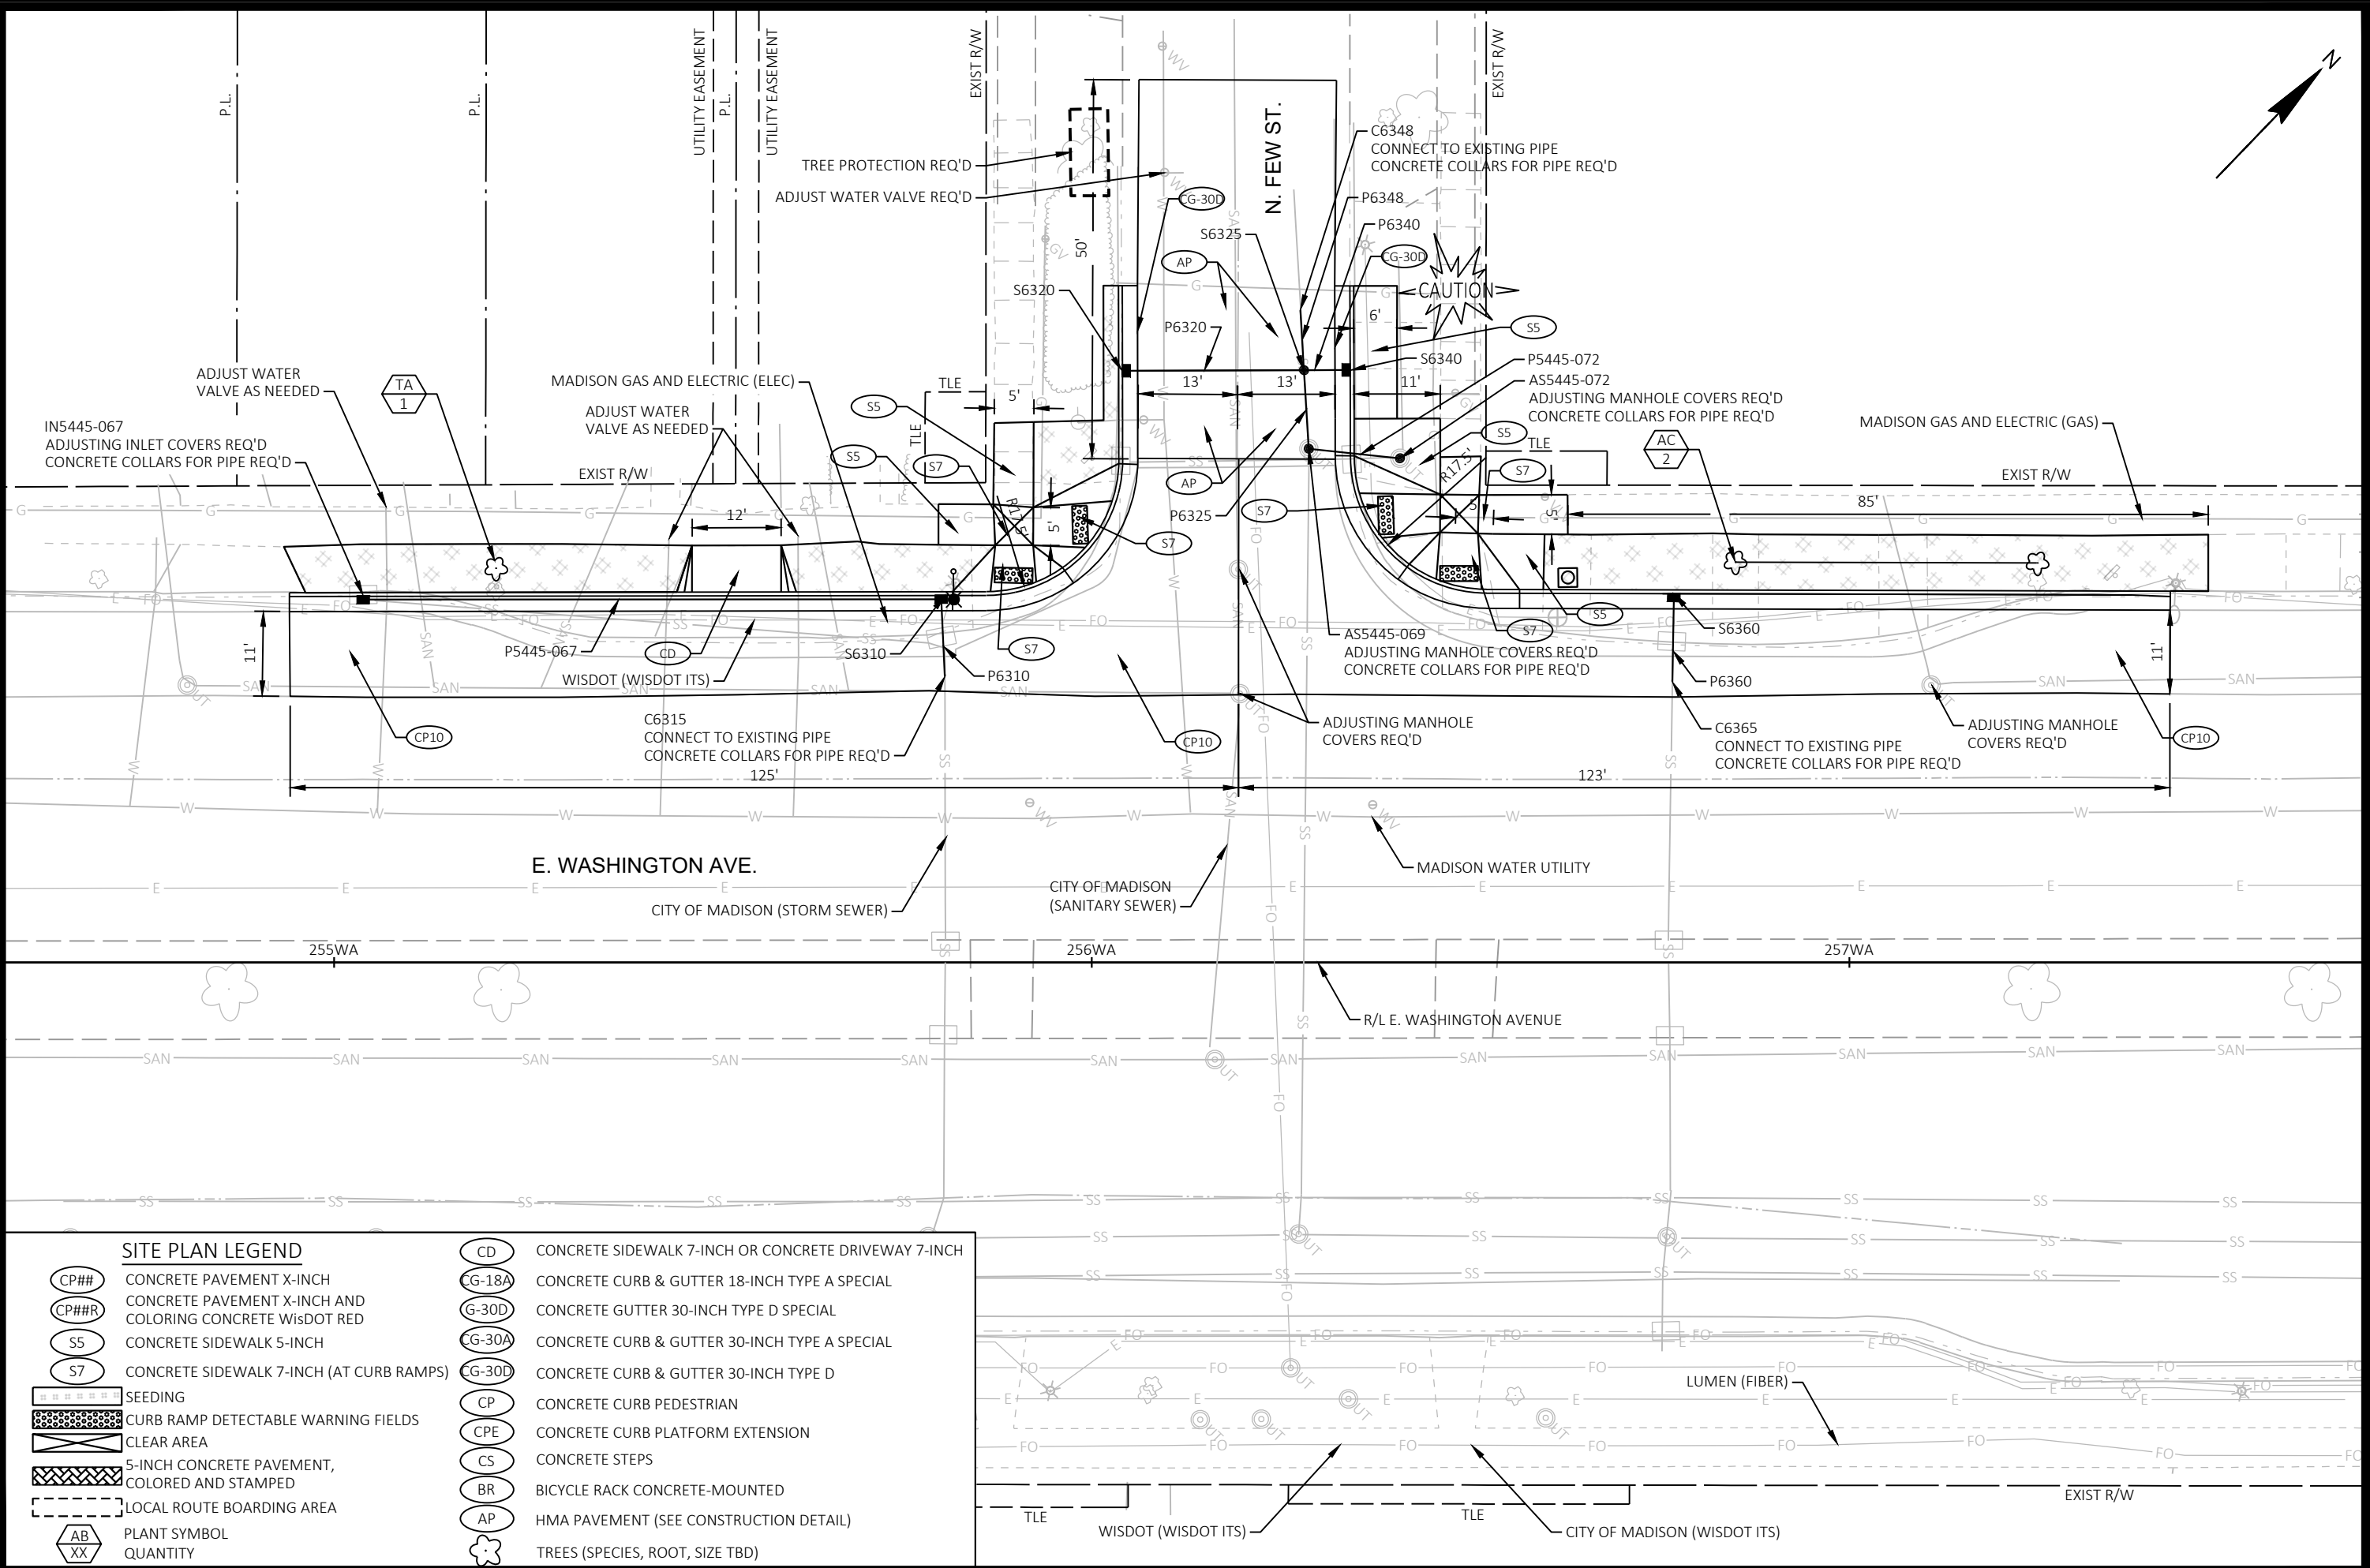 P.L.
P.L.
UTILITY EASEMENT
P.L.
UTILITY EASEMENT
EXIST R/W
EXIST R/W
N
N. FEW ST.
TREE PROTECTION REQ'D
ADJUST WATER VALVE REQ'D
50'
CG-30D
S6325
AP
S6320
P6320
C6348
CONNECT TO EXISTING PIPE
CONCRETE COLLARS FOR PIPE REQ'D
P6348
P6340
CG-30D
CAUTION
6'
S5
S6340
P5445-072
AS5445-072
ADJUSTING MANHOLE COVERS REQ'D
CONCRETE COLLARS FOR PIPE REQ'D
S5
TLE
S7
AC
2
MADISON GAS AND ELECTRIC (GAS)
EXIST R/W
85'
ADJUST WATER
VALVE AS NEEDED
TA
1
IN5445-067
ADJUSTING INLET COVERS REQ'D
CONCRETE COLLARS FOR PIPE REQ'D
MADISON GAS AND ELECTRIC (ELEC)
ADJUST WATER
VALVE AS NEEDED
EXIST R/W
12'
S5
S5
S7
TLE
TLE
5'
13'
13'
11'
R17.5'
5'
S7
AP
P6325
S7
R17.5'
5'
5'
11'
P5445-067
CD
WISDOT (WISDOT ITS)
S6310
P6310
S7
CP10
C6315
CONNECT TO EXISTING PIPE
CONCRETE COLLARS FOR PIPE REQ'D
CP10
AS5445-069
ADJUSTING MANHOLE COVERS REQ'D
CONCRETE COLLARS FOR PIPE REQ'D
S7
S5
S6360
P6360
ADJUSTING MANHOLE
COVERS REQ'D
C6365
CONNECT TO EXISTING PIPE
CONCRETE COLLARS FOR PIPE REQ'D
ADJUSTING MANHOLE
COVERS REQ'D
11'
CP10
125'
123'
E. WASHINGTON AVE.
MADISON WATER UTILITY
CITY OF MADISON (STORM SEWER)
CITY OF MADISON
(SANITARY SEWER)
255WA
256WA
257WA
R/L E. WASHINGTON AVENUE
LUMEN (FIBER)
TLE
WISDOT (WISDOT ITS)
TLE
CITY OF MADISON (WISDOT ITS)
EXIST R/W
SITE PLAN LEGEND
CP## CONCRETE PAVEMENT X-INCH
CP##R CONCRETE PAVEMENT X-INCH AND
COLORING CONCRETE WisDOT RED
S5 CONCRETE SIDEWALK 5-INCH
S7 CONCRETE SIDEWALK 7-INCH (AT CURB RAMPS)
SEEDING
CURB RAMP DETECTABLE WARNING FIELDS
CLEAR AREA
5-INCH CONCRETE PAVEMENT,
COLORED AND STAMPED
LOCAL ROUTE BOARDING AREA
AB
XX
PLANT SYMBOL
QUANTITY
CD CONCRETE SIDEWALK 7-INCH OR CONCRETE DRIVEWAY 7-INCH
CG-18A CONCRETE CURB & GUTTER 18-INCH TYPE A SPECIAL
G-30D CONCRETE GUTTER 30-INCH TYPE D SPECIAL
CG-30A CONCRETE CURB & GUTTER 30-INCH TYPE A SPECIAL
CG-30D CONCRETE CURB & GUTTER 30-INCH TYPE D
CP CONCRETE CURB PEDESTRIAN
CPE CONCRETE CURB PLATFORM EXTENSION
CS CONCRETE STEPS
BR BICYCLE RACK CONCRETE-MOUNTED
AP HMA PAVEMENT (SEE CONSTRUCTION DETAIL)
TREES (SPECIES, ROOT, SIZE TBD)